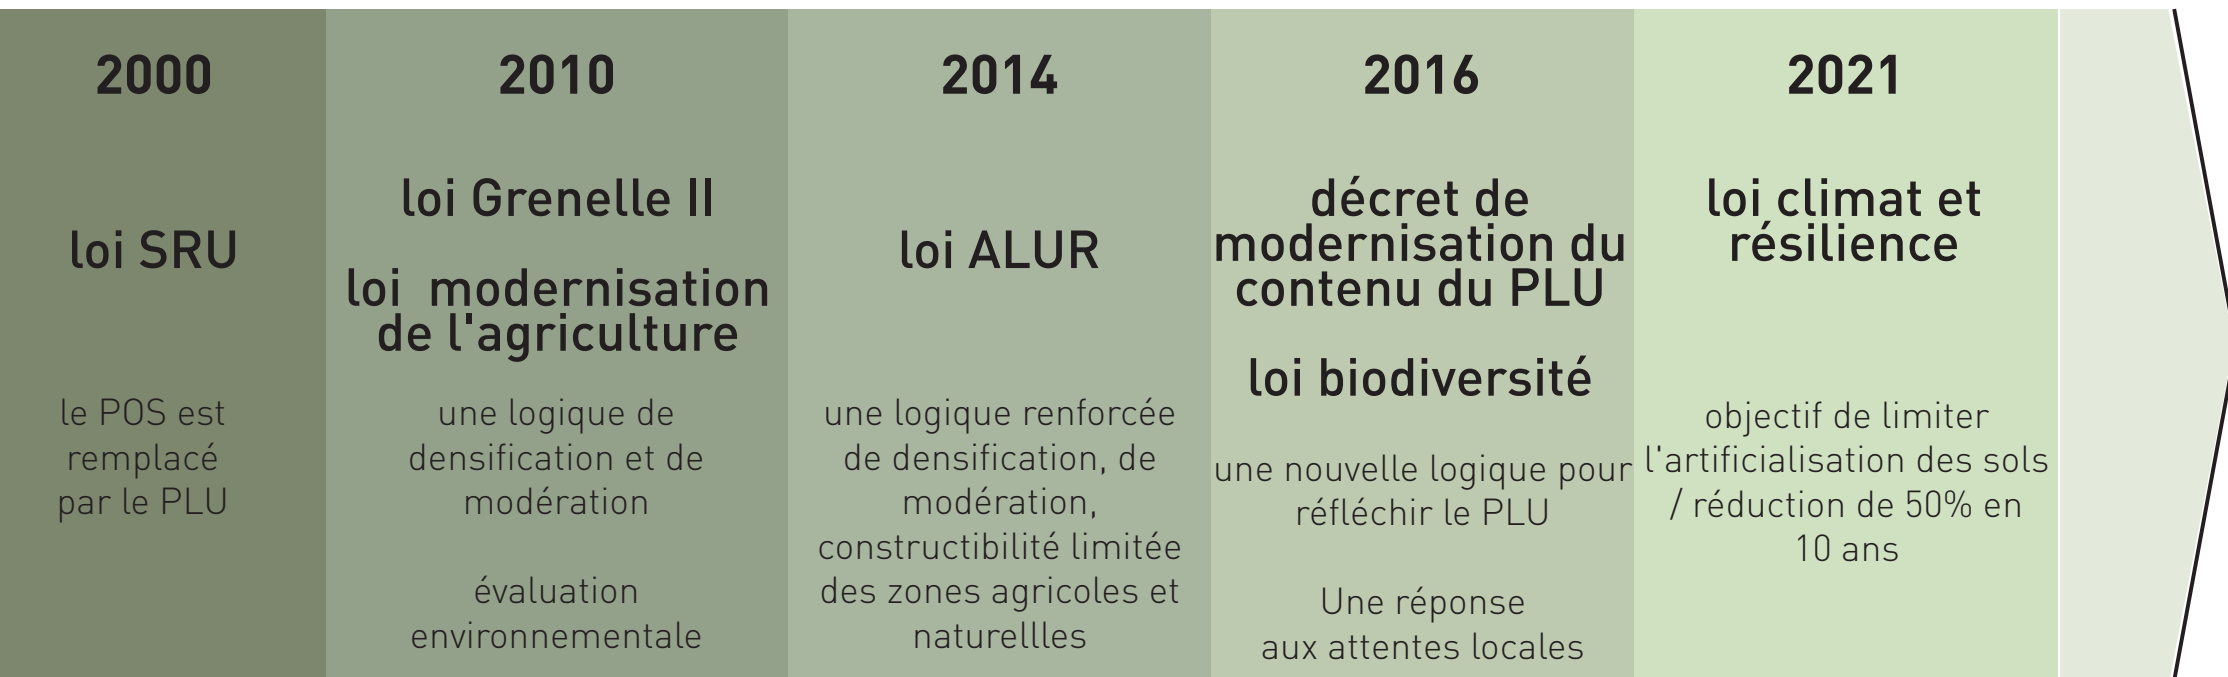 2000
loi SRU
le POS est
remplacé
par le PLU
2010
loi Grenelle II
loi modernisation
de l'agriculture
une logique de
densification et de
modération
évaluation
environnementale
2014
loi ALUR
une logique renforcée
de densification, de
modération,
constructibilité limitée
des zones agricoles et
naturellles
2016
décret de
modernisation du
contenu du PLU
loi biodiversité
une nouvelle logique pour
réfléchir le PLU
Une réponse
aux attentes locales
2021
loi climat et
résilience
objectif de limiter
l'artificialisation des sols
/ réduction de 50% en
10 ans